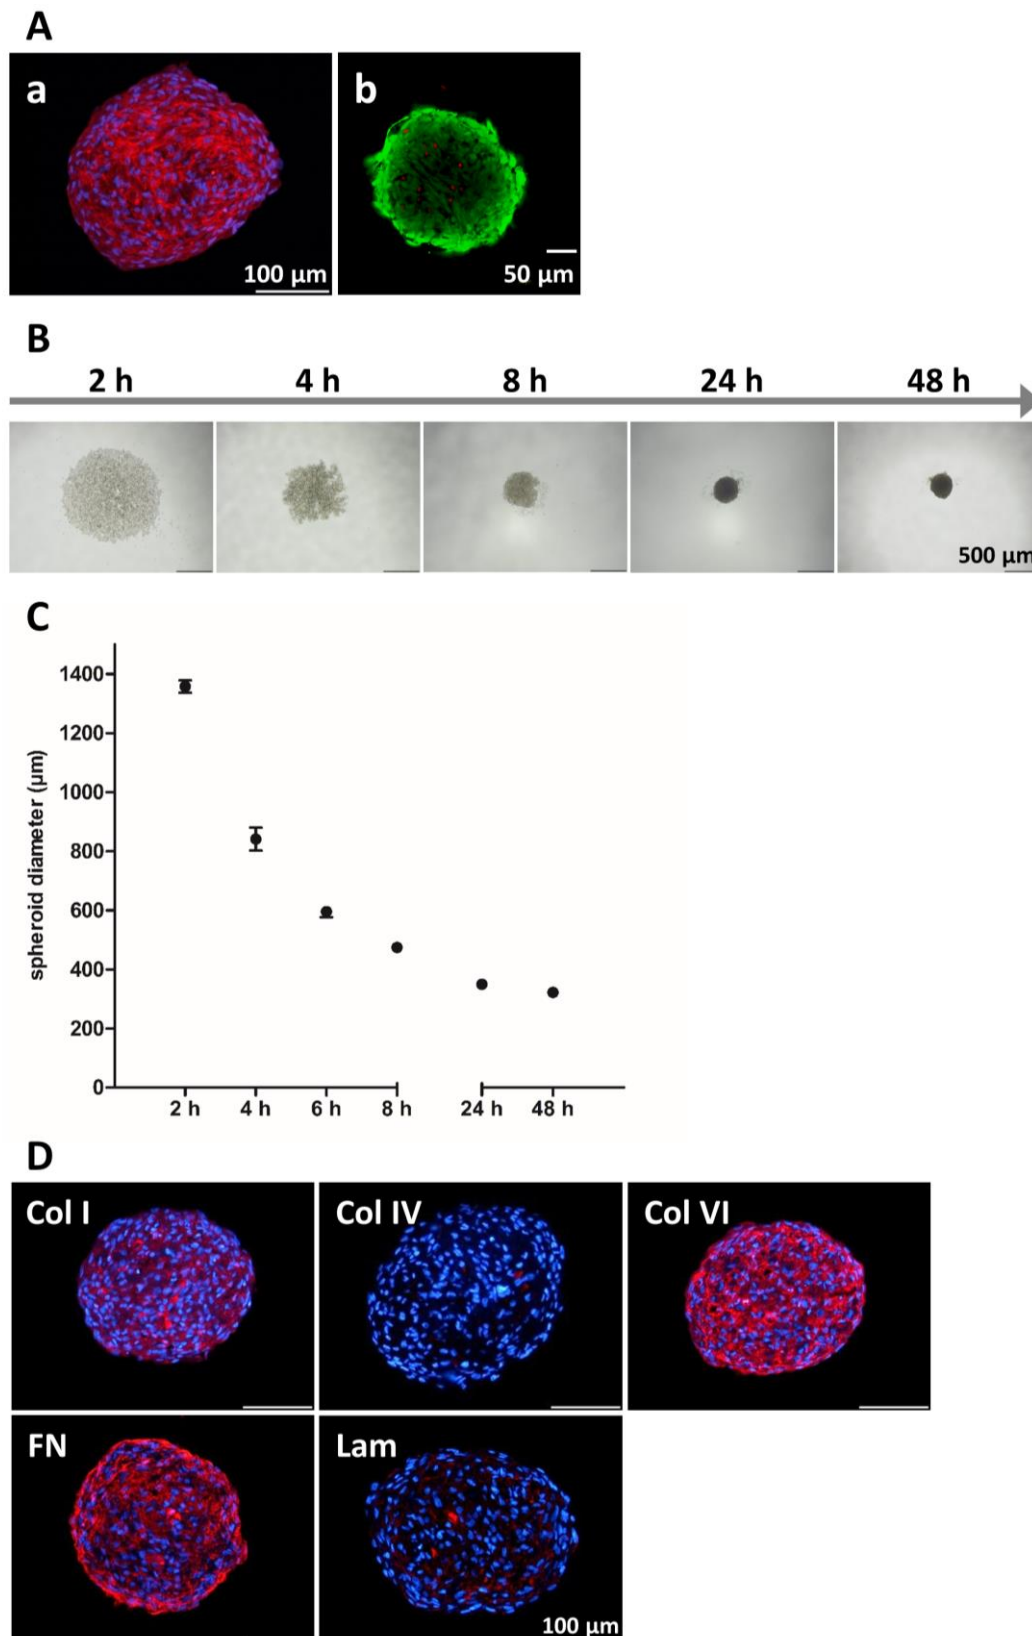 A
a
b
100 µm
50 µm
B
2 h
4 h
8 h
24 h
48 h
500 µm
C
spheroid diameter (µm)
1400
1200
1000
800
600
400
200
0
2 h
4 h
6 h
8 h
24 h
48 h
D
Col I
Col IV
Col VI
FN
Lam
100 µm